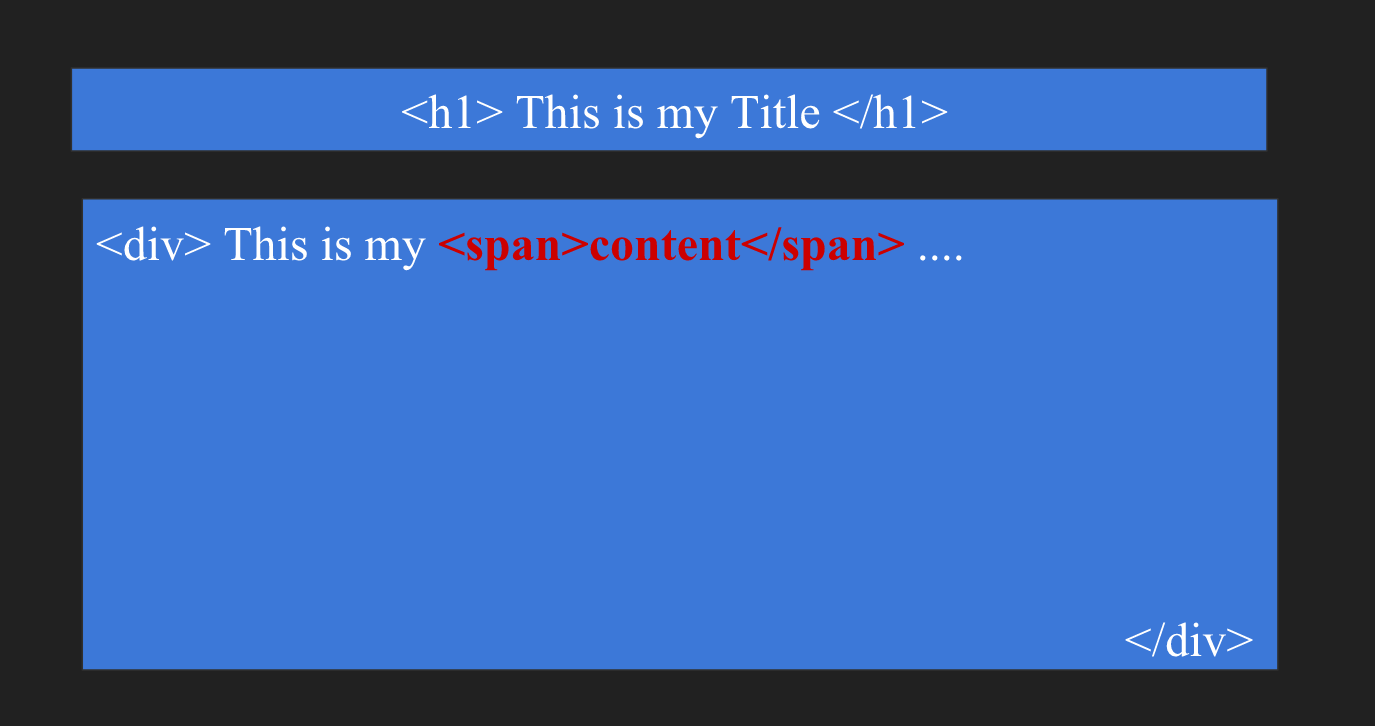 <h1> This is my Title </h1>
<div> This is my <span>content</span> ....
</div>